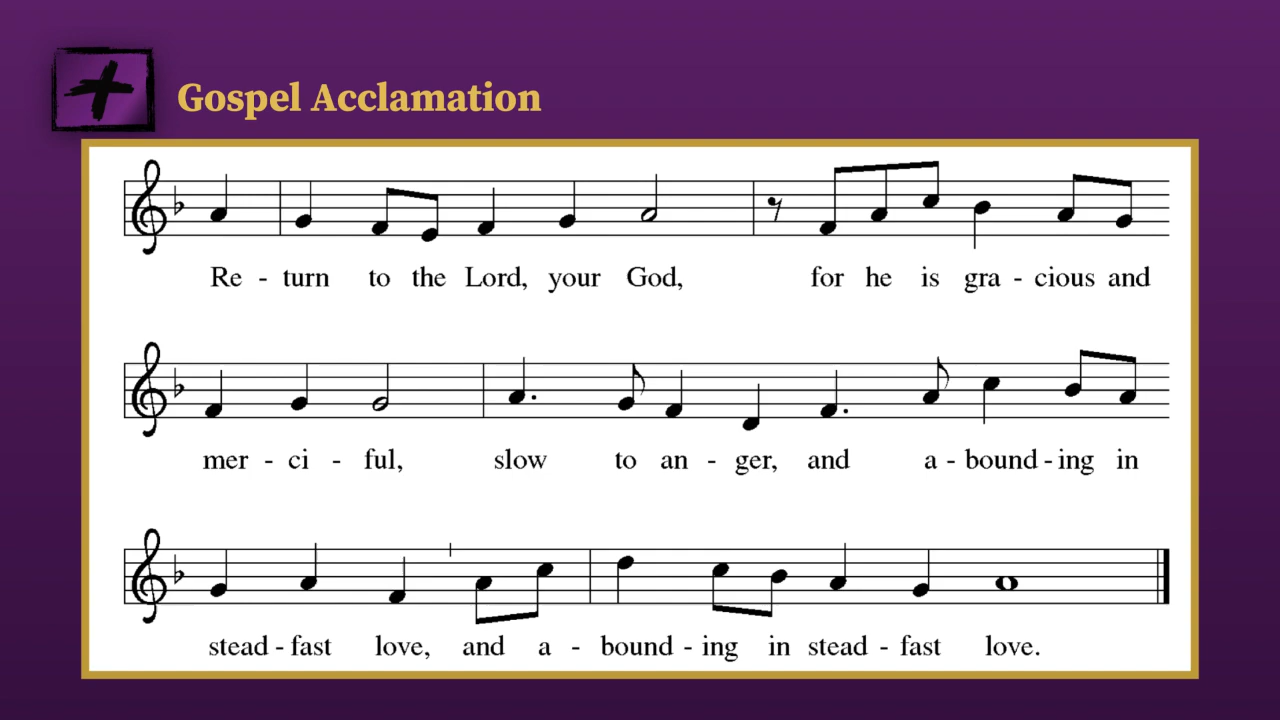 Gospel Acclamation
Re - turn to the Lord, your God, for he is gra - cious and
mer - ci - ful, slow to an - ger, and a - bound - ing in
stead - fast love, and a - bound - ing in stead - fast love.